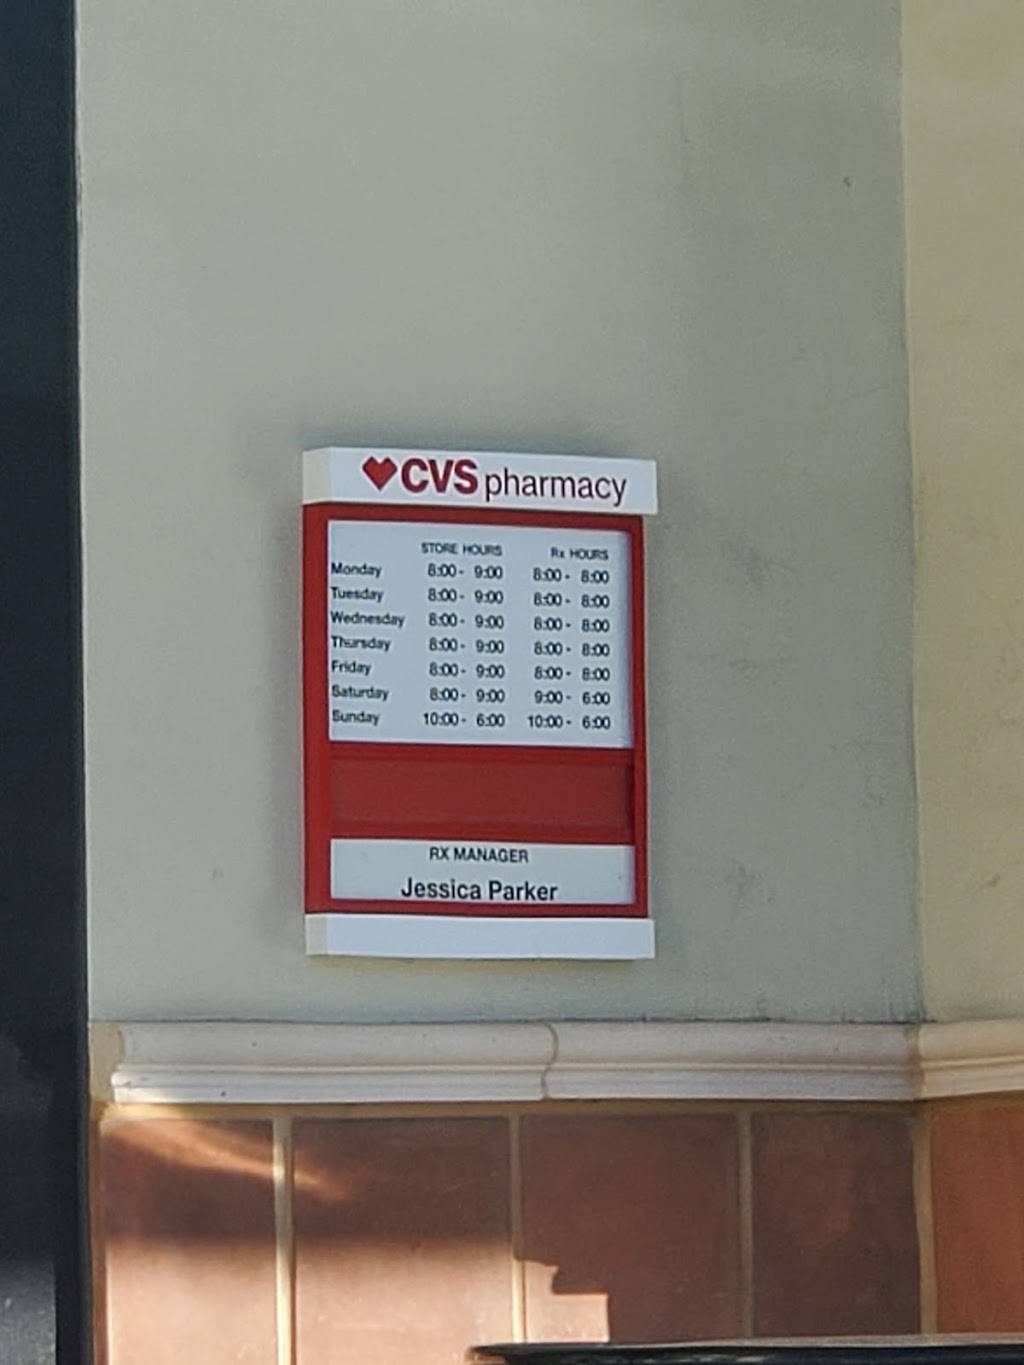 CVS pharmacy
STORE HOURS Rx HOURS
Monday 8:00 - 9:00 8:00 - 8:00
Tuesday 8:00 - 9:00 8:00 - 8:00
Wednesday 8:00 - 9:00 8:00 - 8:00
Thursday 8:00 - 9:00 8:00 - 8:00
Friday 8:00 - 9:00 8:00 - 8:00
Saturday 8:00 - 9:00 9:00 - 6:00
Sunday 10:00 - 6:00 10:00 - 6:00
RX MANAGER
Jessica Parker